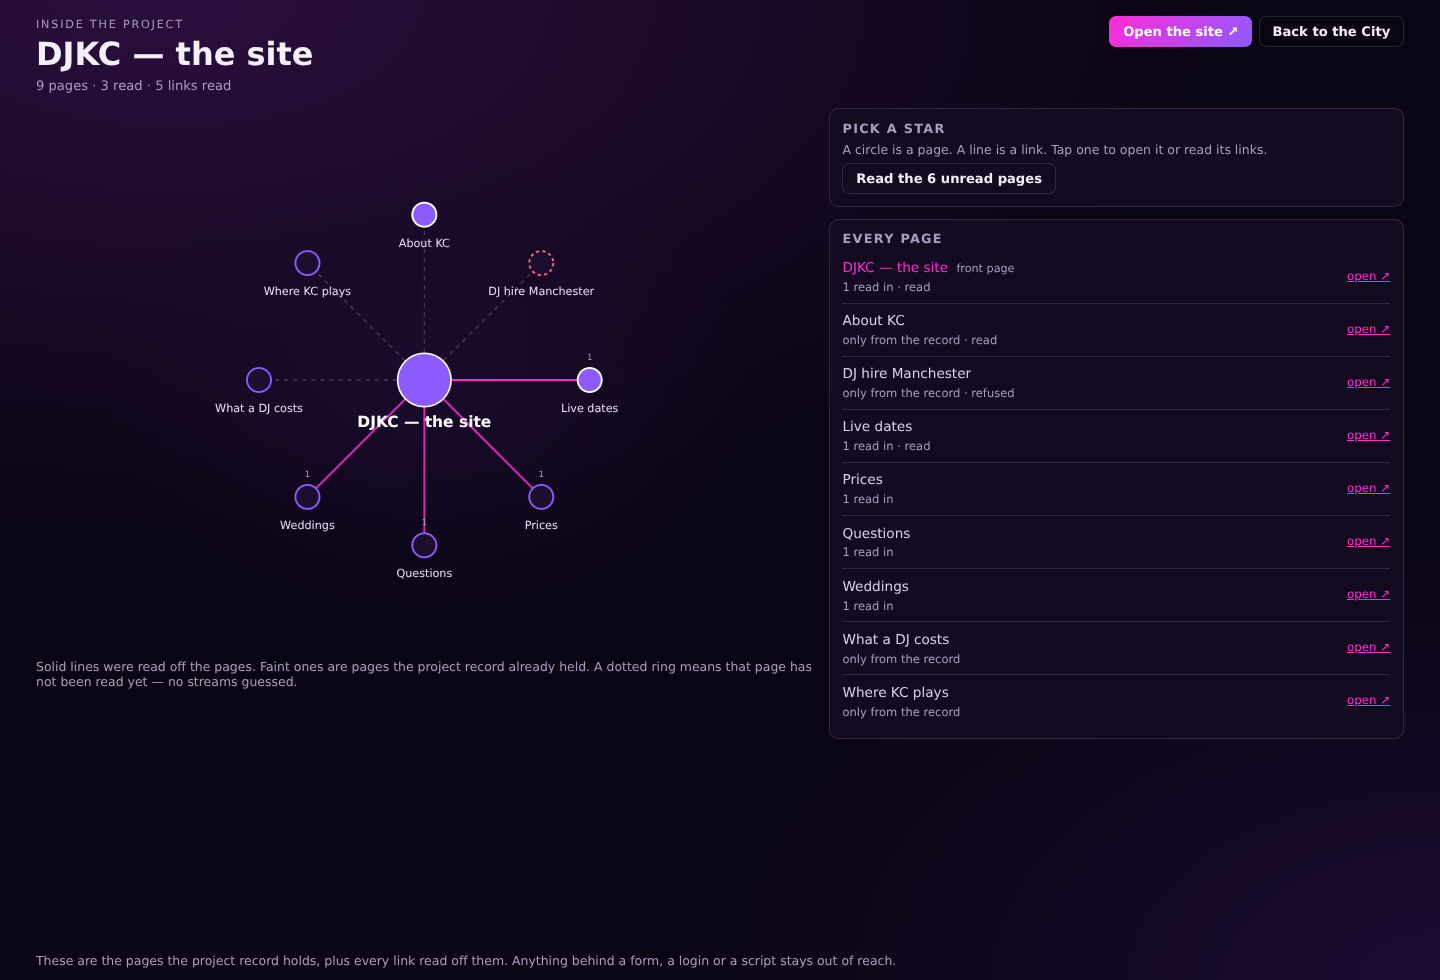 INSIDE THE PROJECT
DJKC — the site
9 pages · 3 read · 5 links read
Open the site ↗
Back to the City
About KC
Where KC plays
DJ hire Manchester
1
What a DJ costs
Live dates
DJKC — the site
1
1
Weddings
Prices
1
Questions
Solid lines were read off the pages. Faint ones are pages the project record already held. A dotted ring means that page has
not been read yet — no streams guessed.
PICK A STAR
A circle is a page. A line is a link. Tap one to open it or read its links.
Read the 6 unread pages
EVERY PAGE
DJKC — the site front page
1 read in · read
open ↗
About KC
only from the record · read
open ↗
DJ hire Manchester
only from the record · refused
open ↗
Live dates
1 read in · read
open ↗
Prices
1 read in
open ↗
Questions
1 read in
open ↗
Weddings
1 read in
open ↗
What a DJ costs
only from the record
open ↗
Where KC plays
only from the record
open ↗
These are the pages the project record holds, plus every link read off them. Anything behind a form, a login or a script stays out of reach.